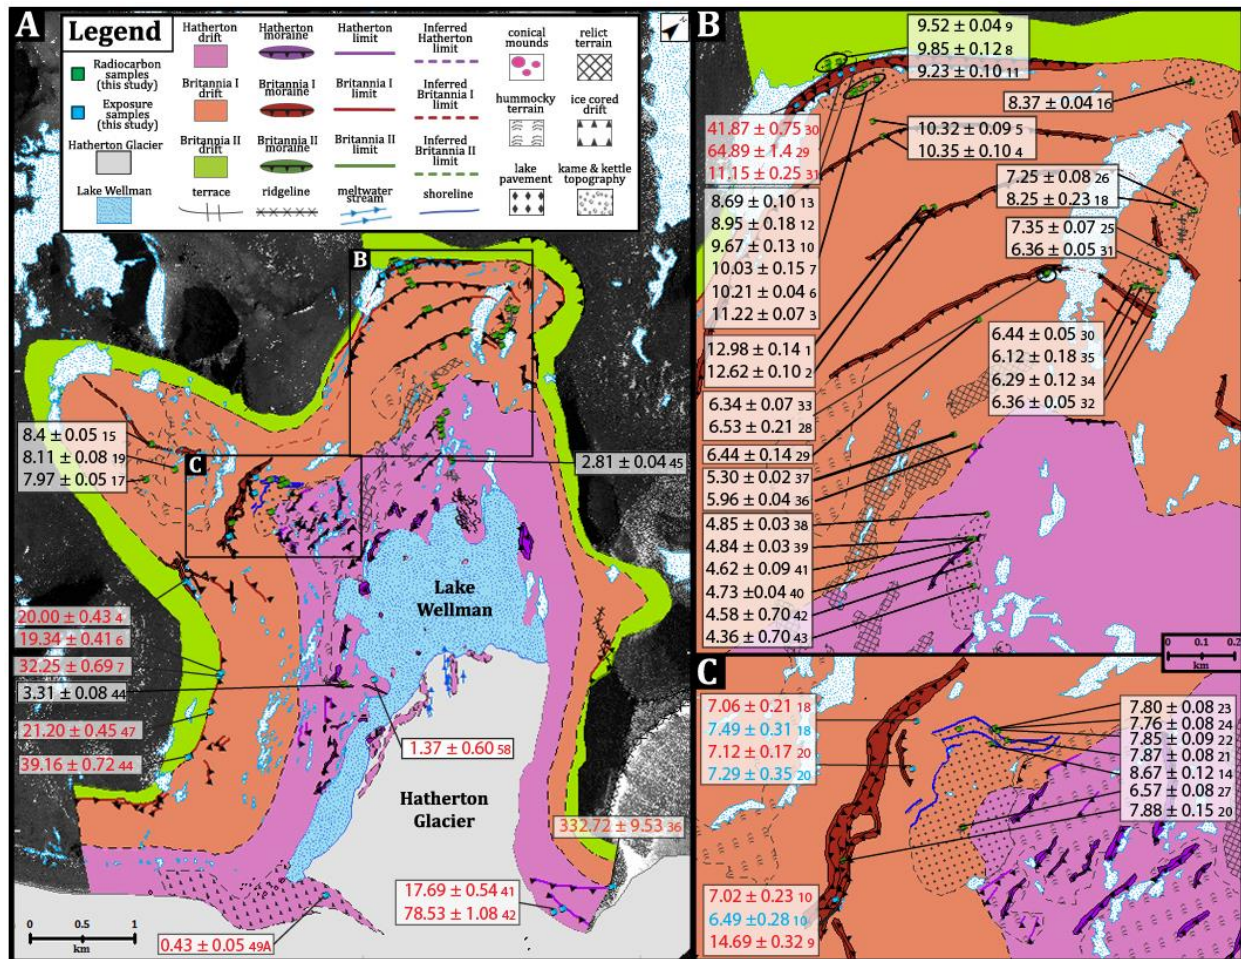 A
Legend
Radiocarbon
samples
(this study)
Exposure
samples
(this study)
Hatherton
Glacier
Lake
Wellman
Hatherton
drift
Hatherton
moraine
Hatherton
limit
Inferred
Hatherton
limit
Britannia I
drift
Britannia I
moraine
Britannia I
limit
Inferred
Britannia I
limit
Britannia II
drift
Britannia II
moraine
Britannia II
limit
Inferred
Britannia II
limit
terrace
ridgeline
meltwater
stream
shoreline
conical
mounds
relict
terrain
hummocky
terrain
ice cored
drift
lake
pavement
kame & kettle
topography
B
C
8.4 ± 0.05 15
8.11 ± 0.08 19
7.97 ± 0.05 17
2.81 ± 0.04 45
20.00 ± 0.43 4
19.34 ± 0.41 6
32.25 ± 0.69 7
3.31 ± 0.08 44
21.20 ± 0.45 47
39.16 ± 0.72 44
Lake
Wellman
1.37 ± 0.60 58
Hatherton
Glacier
332.72 ± 9.53 36
17.69 ± 0.54 41
78.53 ± 1.08 42
0.43 ± 0.05 49A
0 0.5 1
km
B
9.52 ± 0.04 9
9.85 ± 0.12 8
9.23 ± 0.10 11
8.37 ± 0.04 16
41.87 ± 0.75 30
64.89 ± 1.4 29
11.15 ± 0.25 31
10.32 ± 0.09 5
10.35 ± 0.10 4
7.25 ± 0.08 26
8.25 ± 0.23 18
8.69 ± 0.10 13
8.95 ± 0.18 12
9.67 ± 0.13 10
10.03 ± 0.15 7
10.21 ± 0.04 6
11.22 ± 0.07 3
7.35 ± 0.07 25
6.36 ± 0.05 31
12.98 ± 0.14 1
12.62 ± 0.10 2
6.44 ± 0.05 30
6.12 ± 0.18 35
6.29 ± 0.12 34
6.36 ± 0.05 32
6.34 ± 0.07 33
6.53 ± 0.21 28
6.44 ± 0.14 29
5.30 ± 0.02 37
5.96 ± 0.04 36
4.85 ± 0.03 38
4.84 ± 0.03 39
4.62 ± 0.09 41
4.73 ±0.04 40
4.58 ± 0.70 42
4.36 ± 0.70 43
0 0.1 0.2
km
C
7.06 ± 0.21 18
7.49 ± 0.31 18
7.12 ± 0.17 20
7.29 ± 0.35 20
7.80 ± 0.08 23
7.76 ± 0.08 24
7.85 ± 0.09 22
7.87 ± 0.08 21
8.67 ± 0.12 14
6.57 ± 0.08 27
7.88 ± 0.15 20
7.02 ± 0.23 10
6.49 ±0.28 10
14.69 ± 0.32 9